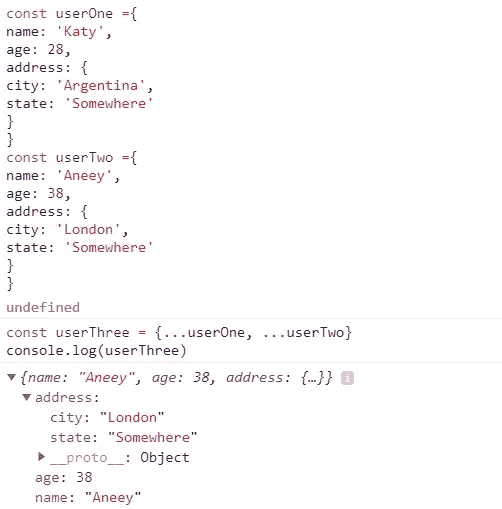 const userOne ={
name: 'Katy',
age: 28,
address: {
city: 'Argentina',
state: 'Somewhere'
}
}
const userTwo ={
name: 'Aneey',
age: 38,
address: {
city: 'London',
state: 'Somewhere'
}
}
undefined
const userThree = {...userOne, ...userTwo}
console.log(userThree)
▼{name: "Aneey", age: 38, address: {…}} i
▼address:
city: "London"
state: "Somewhere"
▶__proto__: Object
age: 38
name: "Aneey"